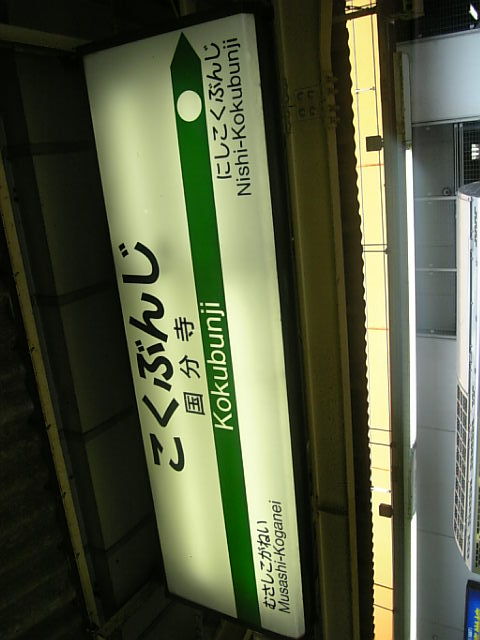 こくぶんじ
国分寺
Kokubunji
むさしこがねい
Musashi-Koganei
にしこくぶんじ
Nishi-Kokubunji